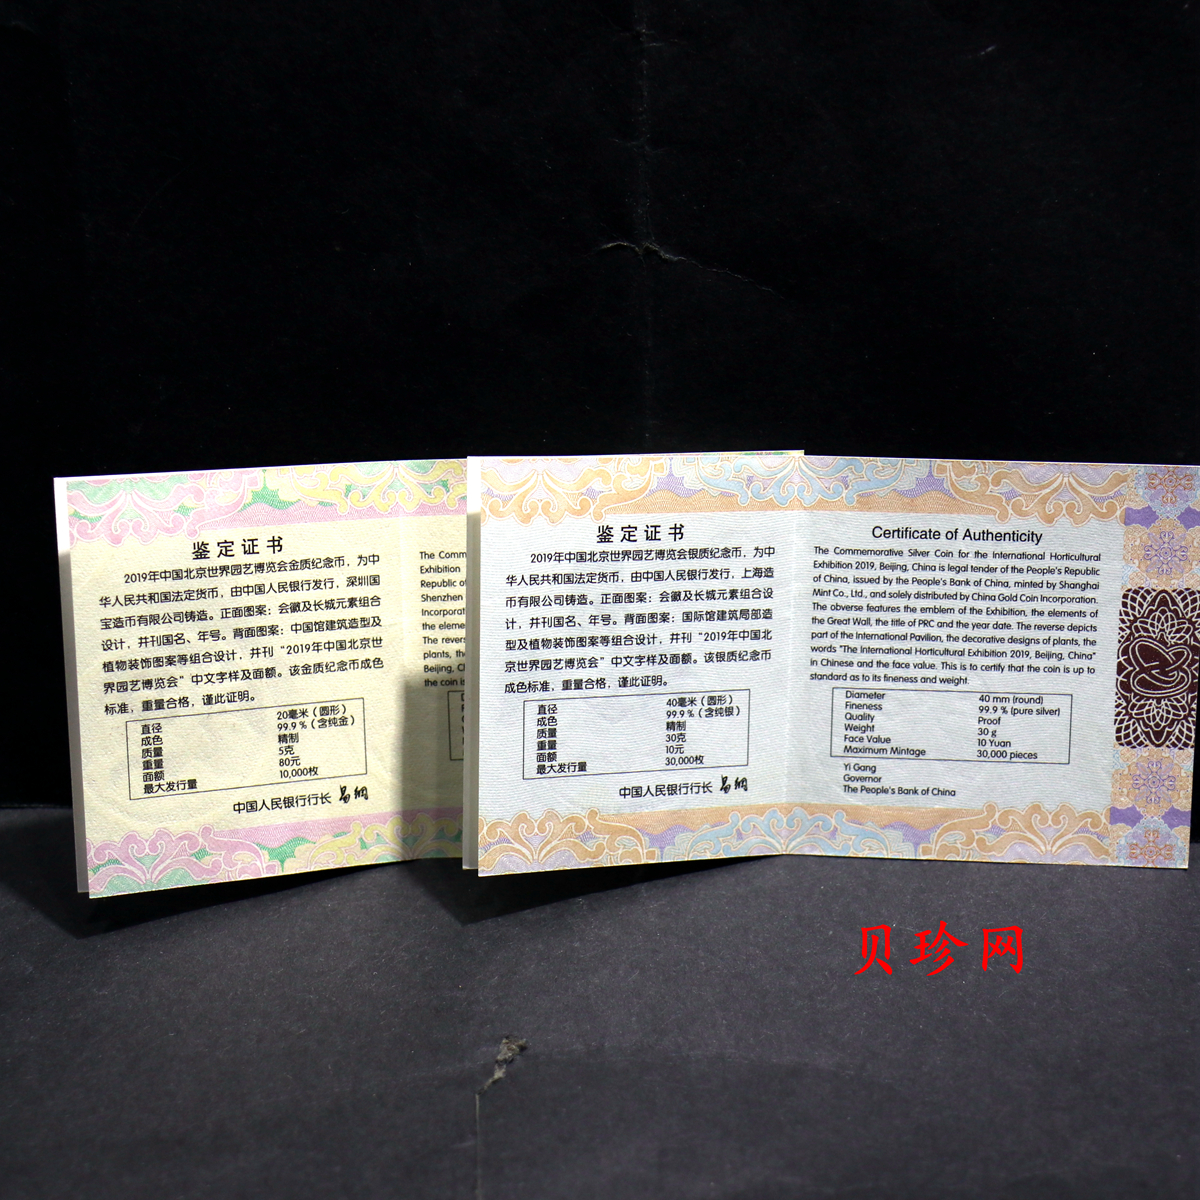 鉴定证书
2019年中国北京世界园艺博览会金质纪念币，为中
华人民共和国法定货币，由中国人民银行发行，深圳国
宝造币有限公司铸造。正面图案：会徽及长城元素组合
设计，并刊国名、年号。背面图案：中国馆建筑造型及
植物装饰图案等组合设计，并刊“2019年中国北京世
界园艺博览会”中文字样及面额。该金质纪念币成色
标准，重量合格，谨此证明。
直径 20毫米（圆形）
成色 99.9％（含纯金）
质量 精制
重量 5克
面额 80元
最大发行量 10,000枚
中国人民银行行长 易纲
The Comm
Exhibition
Republic of
Shenzhen
Incorporat
the eleme
The rever
plants, the
Beijing, C
the coin is
鉴定证书
2019年中国北京世界园艺博览会银质纪念币，为中
华人民共和国法定货币，由中国人民银行发行，上海造
币有限公司铸造。正面图案：会徽及长城元素组合设
计，并刊国名、年号。背面图案：国际馆建筑局部造
型及植物装饰图案等组合设计，并刊“2019年中国北
京世界园艺博览会”中文字样及面额。该银质纪念币
成色标准，重量合格，谨此证明。
直径 40毫米（圆形）
成色 99.9％（含纯银）
质量 精制
重量 30克
面额 10元
最大发行量 30,000枚
中国人民银行行长 易纲
Certificate of Authenticity
The Commemorative Silver Coin for the International Horticultural
Exhibition 2019, Beijing, China is legal tender of the People's Republic
of China, issued by the People's Bank of China, minted by Shanghai
Mint Co., Ltd., and solely distributed by China Gold Coin Incorporation.
The obverse features the emblem of the Exhibition, the elements of
the Great Wall, the title of PRC and the year date. The reverse depicts
part of the International Pavilion, the decorative designs of plants, the
words "The International Horticultural Exhibition 2019, Beijing, China"
in Chinese and the face value. This is to certify that the coin is up to
standard as to its fineness and weight.
Diameter 40 mm (round)
Fineness 99.9 % (pure silver)
Quality Proof
Weight 30 g
Face Value 10 Yuan
Maximum Mintage 30,000 pieces
Yi Gang
Governor
The People's Bank of China
贝珍网